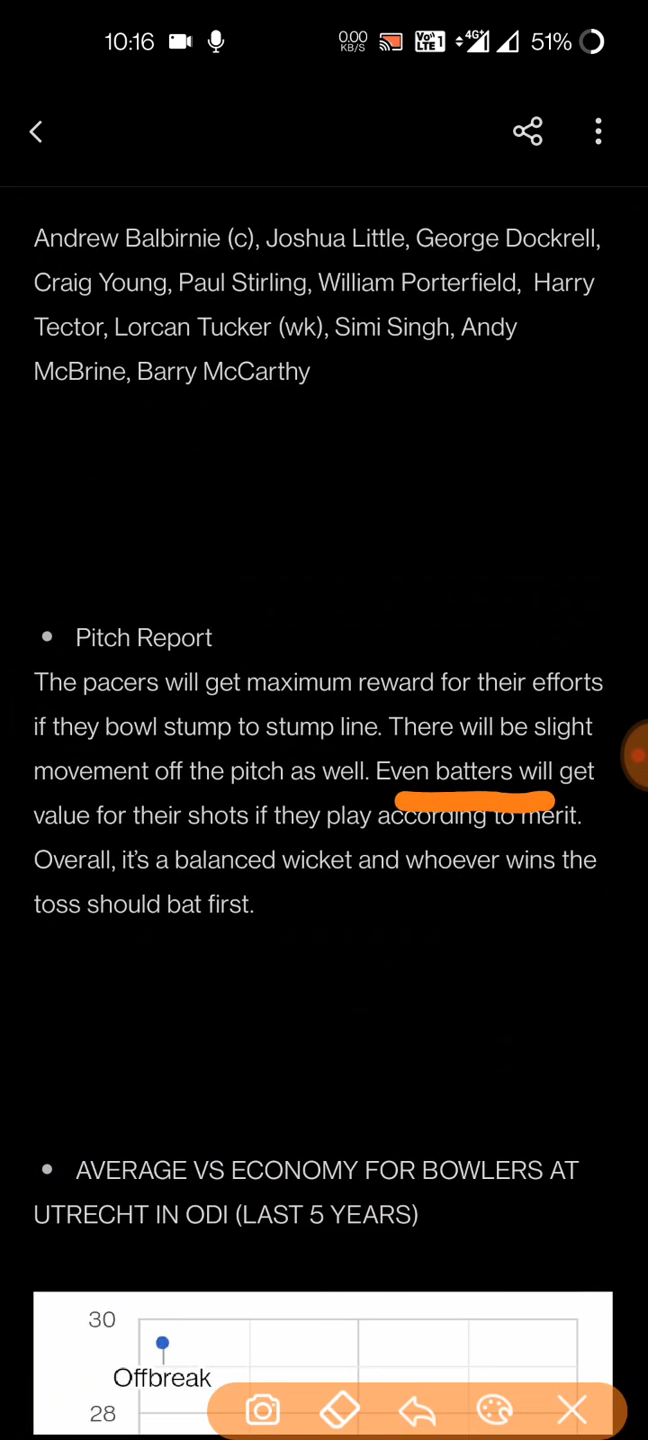 10:16
0.00
KB/S
Vo))
LTE 1
4G+
51%
Andrew Balbirnie (c), Joshua Little, George Dockrell,
Craig Young, Paul Stirling, William Porterfield,  Harry
Tector, Lorcan Tucker (wk), Simi Singh, Andy
McBrine, Barry McCarthy
• Pitch Report
The pacers will get maximum reward for their efforts
if they bowl stump to stump line. There will be slight
movement off the pitch as well. Even batters will get
value for their shots if they play according to merit.
Overall, it’s a balanced wicket and whoever wins the
toss should bat first.
• AVERAGE VS ECONOMY FOR BOWLERS AT
UTRECHT IN ODI (LAST 5 YEARS)
30
Offbreak
28